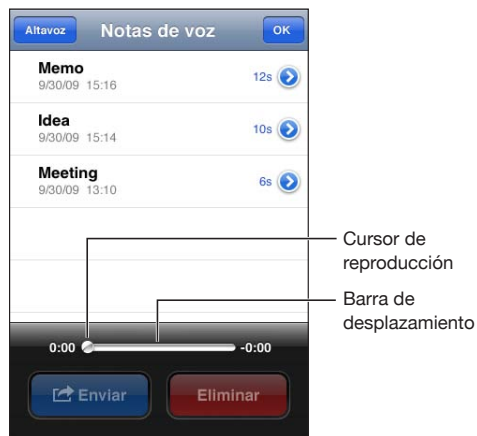 Altavoz Notas de voz OK
Memo
9/30/09 15:16 12s
Idea
9/30/09 15:14 10s
Meeting
9/30/09 13:10 6s
Cursor de
reproducción
Barra de
desplazamiento
0:00 -0:00
Enviar Eliminar